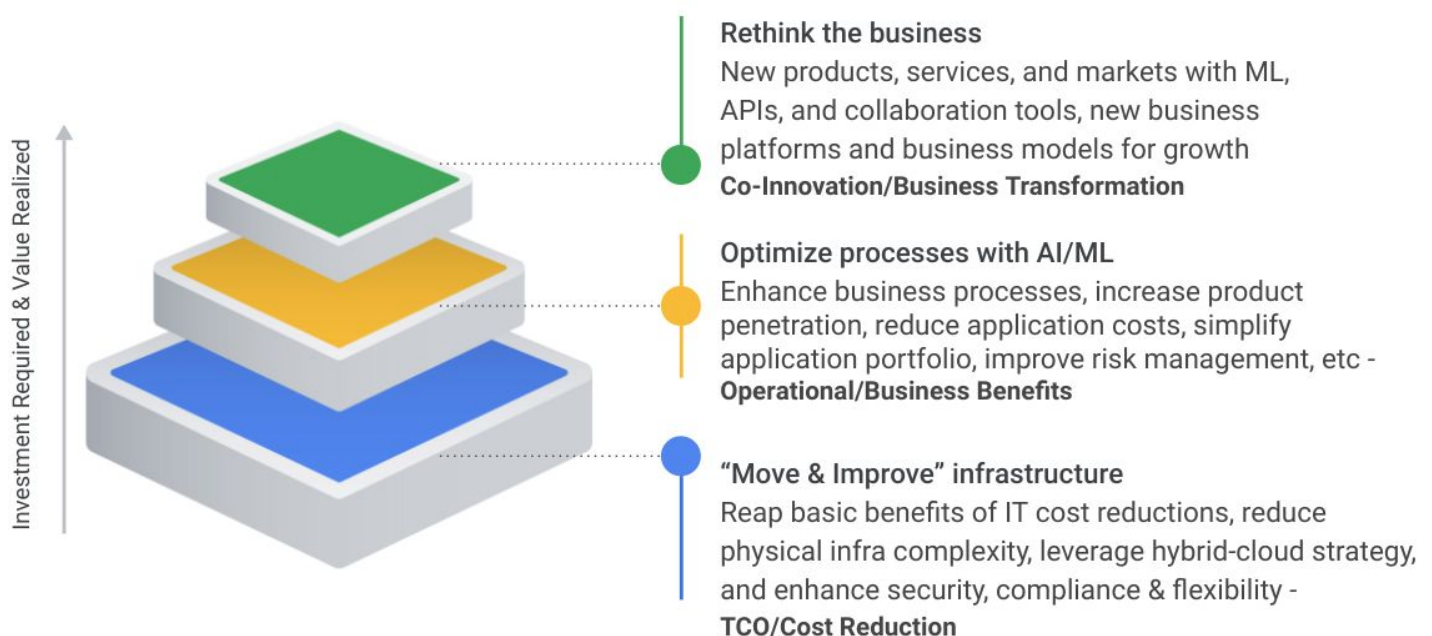 Investment Required & Value Realized
Rethink the business
New products, services, and markets with ML,
APIs, and collaboration tools, new business
platforms and business models for growth
Co-Innovation/Business Transformation
Optimize processes with AI/ML
Enhance business processes, increase product
penetration, reduce application costs, simplify
application portfolio, improve risk management, etc -
Operational/Business Benefits
“Move & Improve” infrastructure
Reap basic benefits of IT cost reductions, reduce
physical infra complexity, leverage hybrid-cloud strategy,
and enhance security, compliance & flexibility -
TCO/Cost Reduction